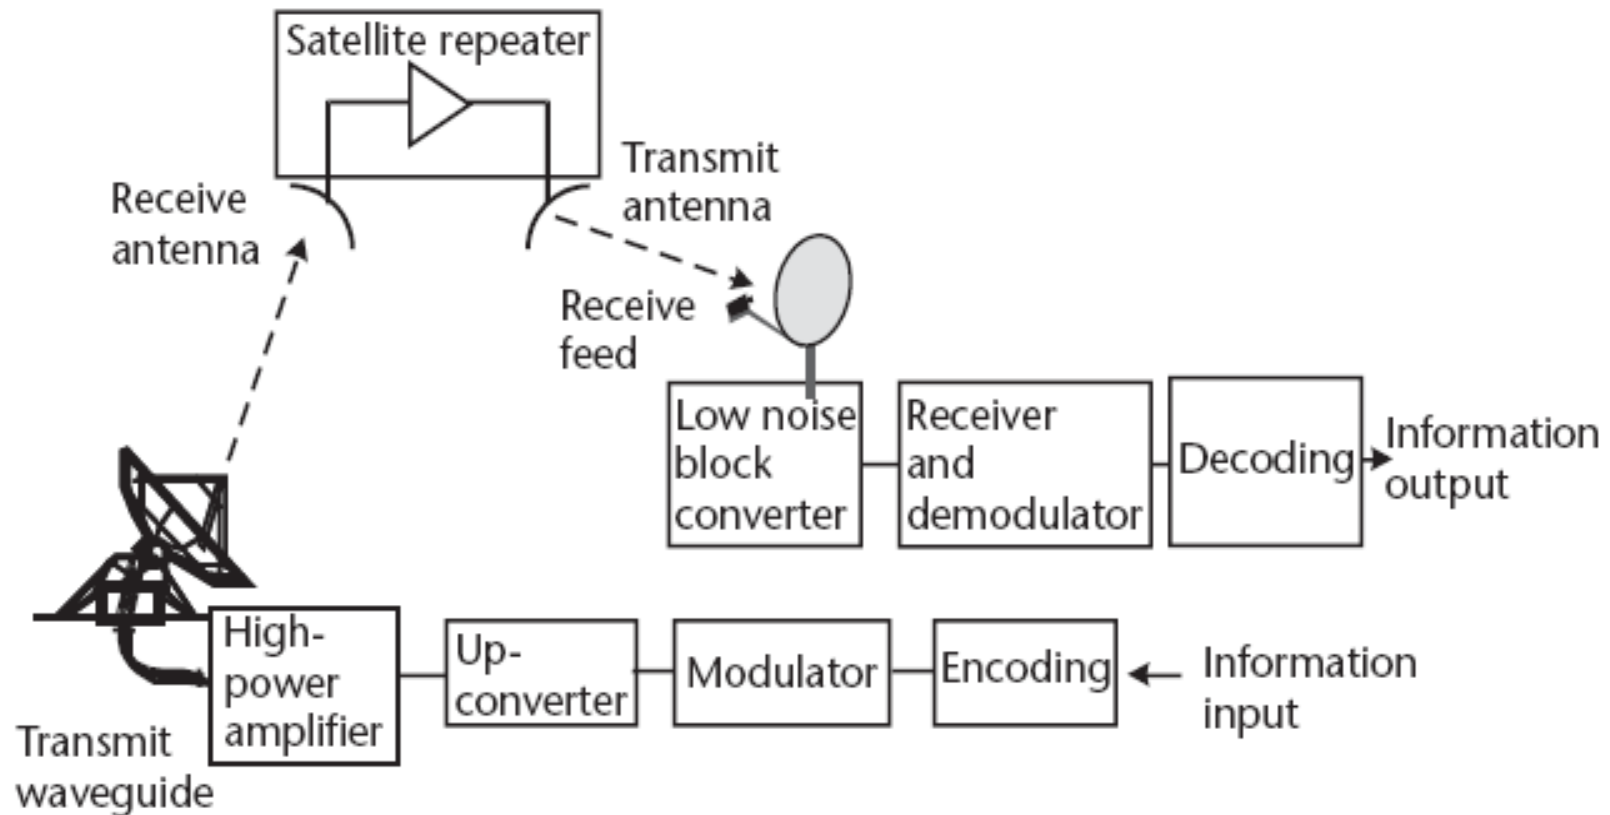 Satellite repeater
Receive
antenna
Transmit
antenna
Receive
feed
Low noise
block
converter
Receiver
and
demodulator
Decoding
Information
output
High-
power
amplifier
Up-
converter
Modulator
Encoding
Information
input
Transmit
waveguide